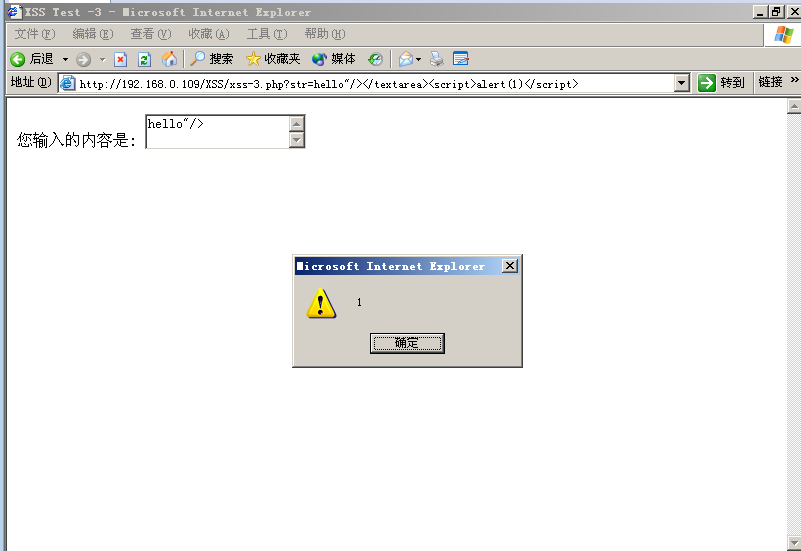 XSS Test -3 - Microsoft Internet Explorer
文件(F) 编辑(E) 查看(V) 收藏(A) 工具(T) 帮助(H)
后退 搜索 收藏夹 媒体
地址(D) http://192.168.0.109/XSS/xss-3.php?str=hello"/></textarea><script>alert(1)</script> 转到 链接 »
您输入的内容是: hello"/>
Microsoft Internet Explorer
1
确定